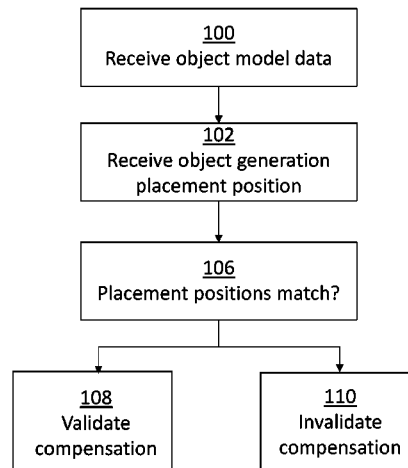 100
Receive object model data
102
Receive object generation
placement position
106
Placement positions match?
108
Validate
compensation
110
Invalidate
compensation